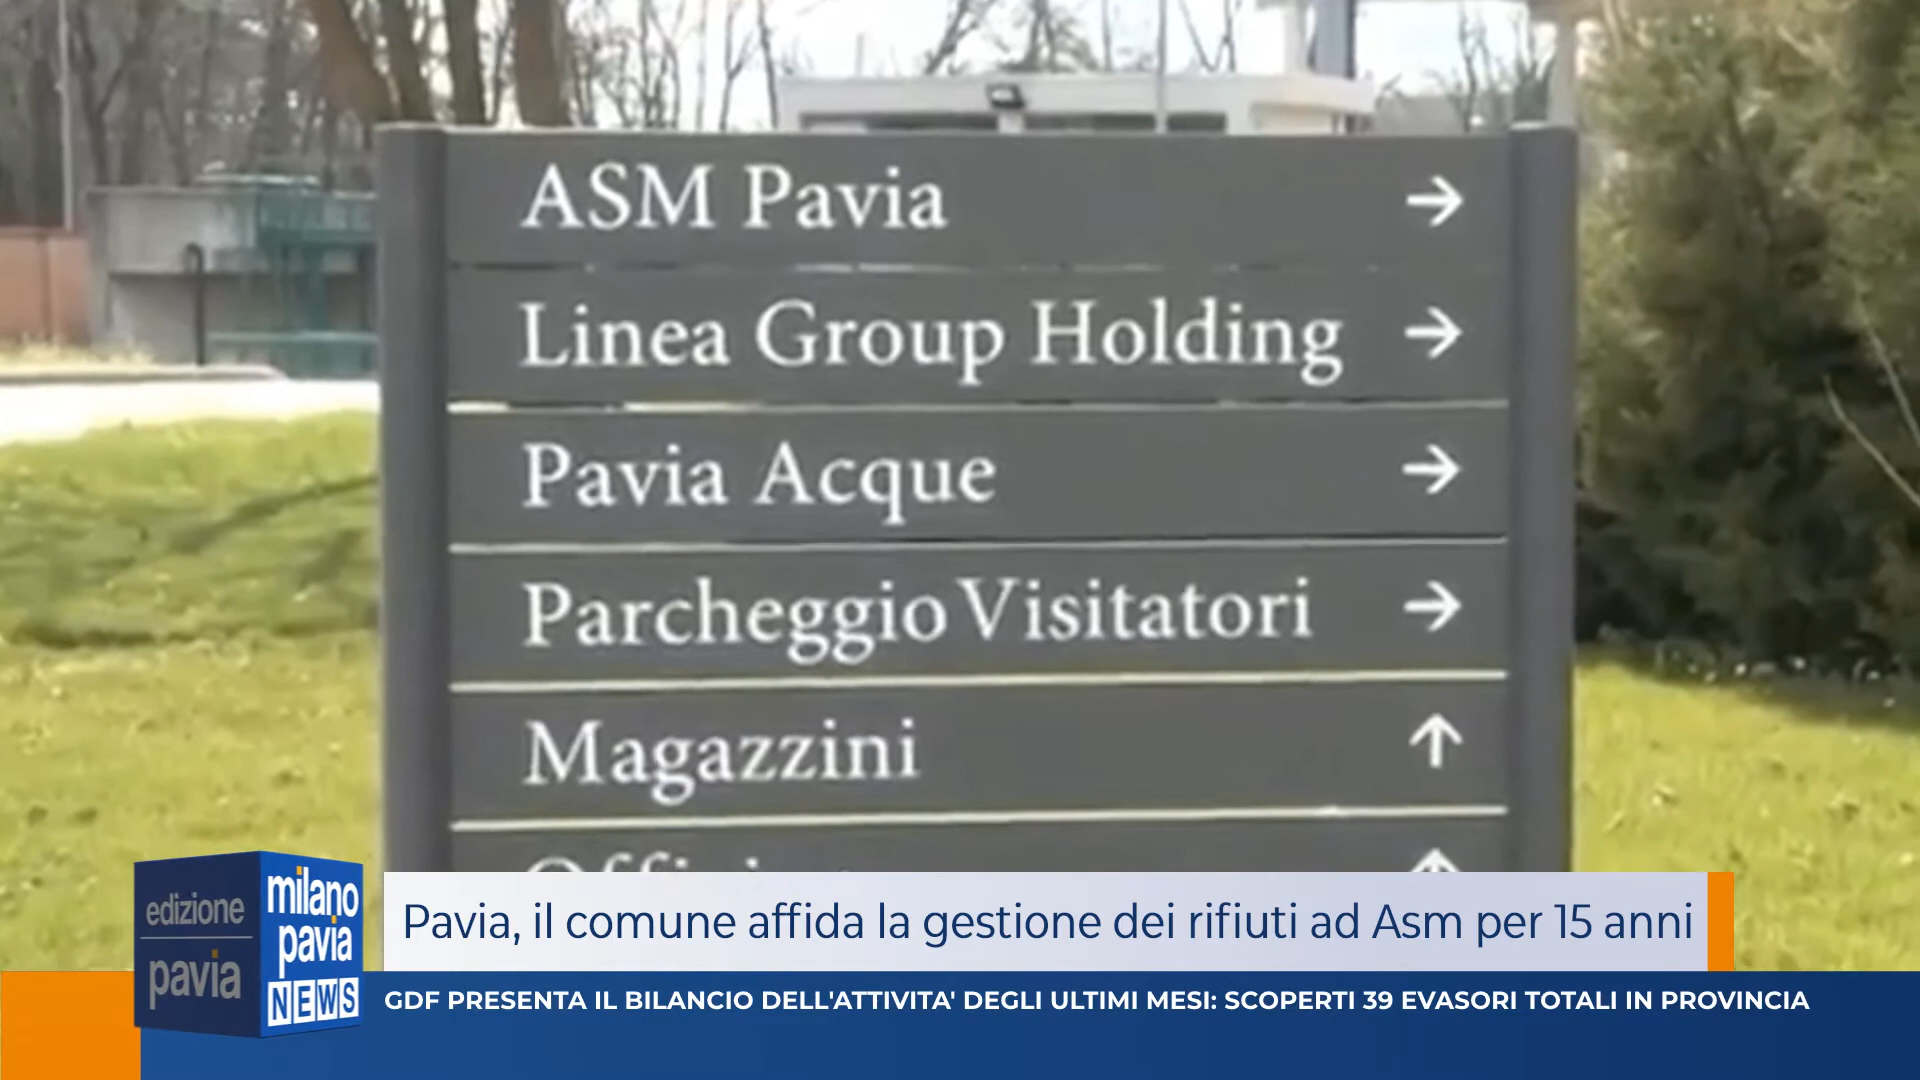 ASM Pavia →
Linea Group Holding →
Pavia Acque →
Parcheggio Visitatori →
Magazzini ↑
Pavia, il comune affida la gestione dei rifiuti ad Asm per 15 anni
edizione
pavia
milano
pavia
NEWS
GDF PRESENTA IL BILANCIO DELL'ATTIVITA' DEGLI ULTIMI MESI: SCOPERTI 39 EVASORI TOTALI IN PROVINCIA